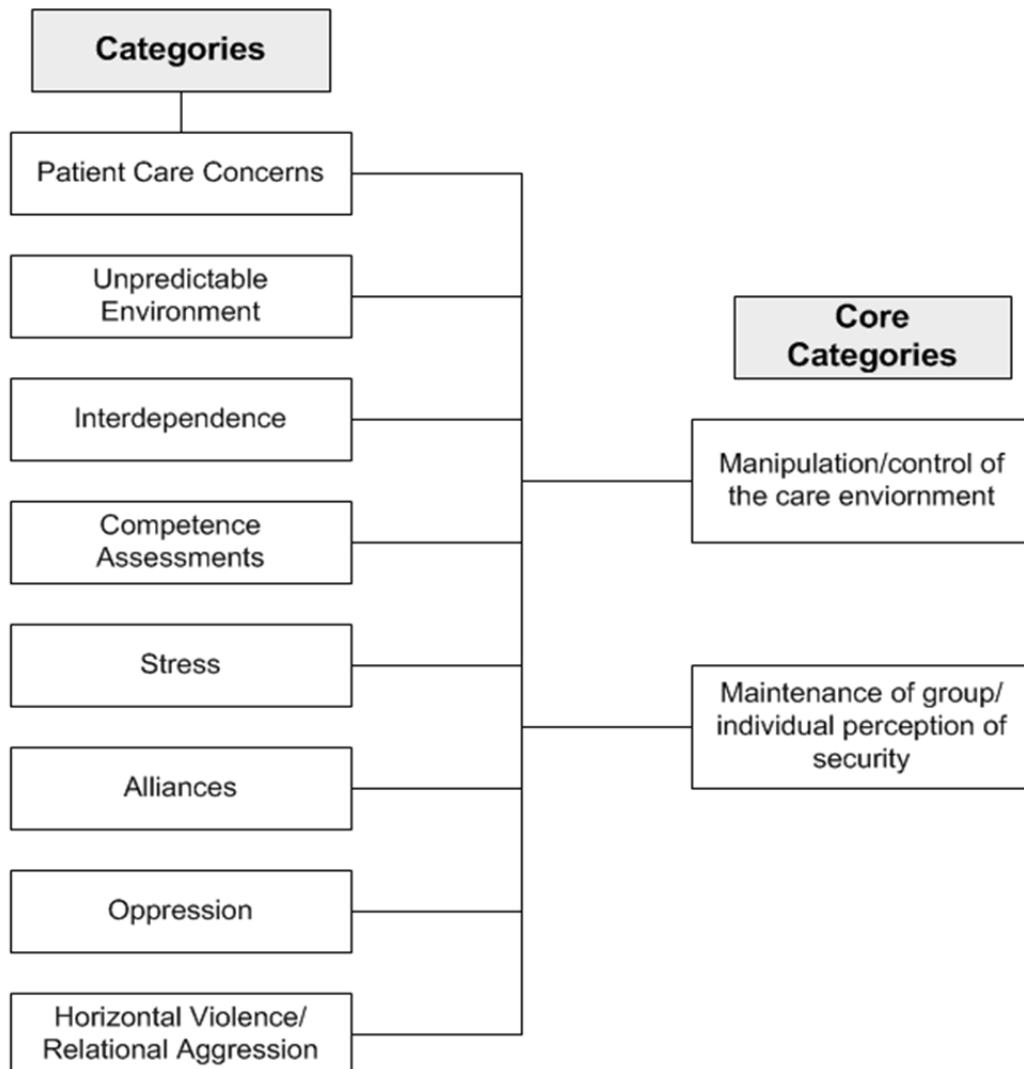 Categories
Patient Care Concerns
Unpredictable
Environment
Interdependence
Competence
Assessments
Stress
Alliances
Oppression
Horizontal Violence/
Relational Aggression
Core
Categories
Manipulation/control of
the care enviornment
Maintenance of group/
individual perception of
security